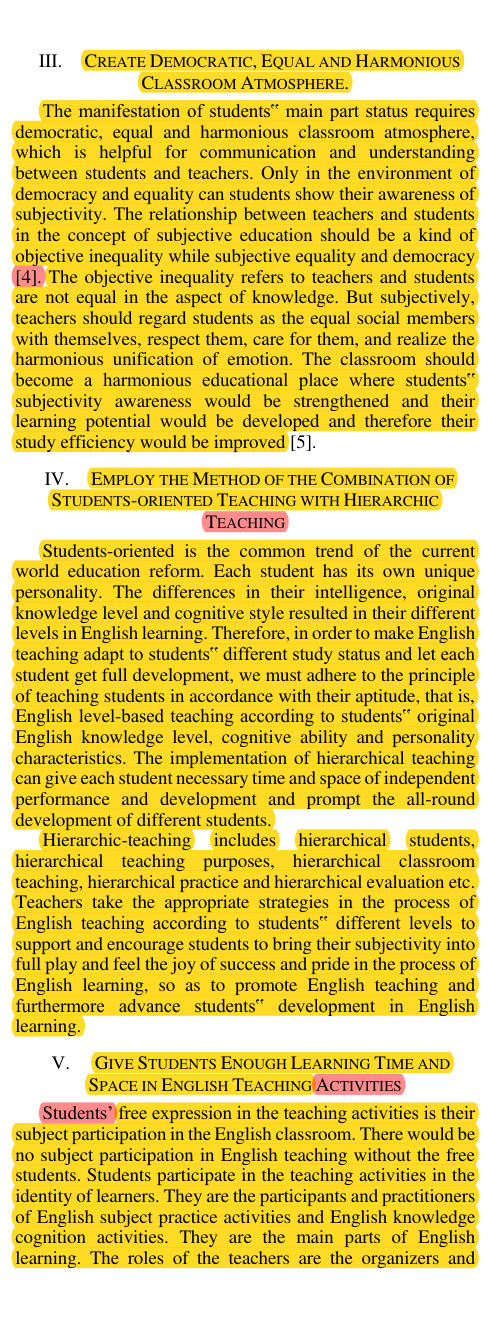 III. CREATE DEMOCRATIC, EQUAL AND HARMONIOUS
CLASSROOM ATMOSPHERE.
The manifestation of students‟ main part status requires
democratic, equal and harmonious classroom atmosphere,
which is helpful for communication and understanding
between students and teachers. Only in the environment of
democracy and equality can students show their awareness of
subjectivity. The relationship between teachers and students
in the concept of subjective education should be a kind of
objective inequality while subjective equality and democracy
[4]. The objective inequality refers to teachers and students
are not equal in the aspect of knowledge. But subjectively,
teachers should regard students as the equal social members
with themselves, respect them, care for them, and realize the
harmonious unification of emotion. The classroom should
become a harmonious educational place where students‟
subjectivity awareness would be strengthened and their
learning potential would be developed and therefore their
study efficiency would be improved [5].
IV. EMPLOY THE METHOD OF THE COMBINATION OF
STUDENTS-ORIENTED TEACHING WITH HIERARCHIC
TEACHING
Students-oriented is the common trend of the current
world education reform. Each student has its own unique
personality. The differences in their intelligence, original
knowledge level and cognitive style resulted in their different
levels in English learning. Therefore, in order to make English
teaching adapt to students‟ different study status and let each
student get full development, we must adhere to the principle
of teaching students in accordance with their aptitude, that is,
English level-based teaching according to students‟ original
English knowledge level, cognitive ability and personality
characteristics. The implementation of hierarchical teaching
can give each student necessary time and space of independent
performance and development and prompt the all-round
development of different students.
Hierarchic-teaching includes hierarchical students,
hierarchical teaching purposes, hierarchical classroom
teaching, hierarchical practice and hierarchical evaluation etc.
Teachers take the appropriate strategies in the process of
English teaching according to students‟ different levels to
support and encourage students to bring their subjectivity into
full play and feel the joy of success and pride in the process of
English learning, so as to promote English teaching and
furthermore advance students‟ development in English
learning.
V. GIVE STUDENTS ENOUGH LEARNING TIME AND
SPACE IN ENGLISH TEACHING ACTIVITIES
Students’ free expression in the teaching activities is their
subject participation in the English classroom. There would be
no subject participation in English teaching without the free
students. Students participate in the teaching activities in the
identity of learners. They are the participants and practitioners
of English subject practice activities and English knowledge
cognition activities. They are the main parts of English
learning. The roles of the teachers are the organizers and